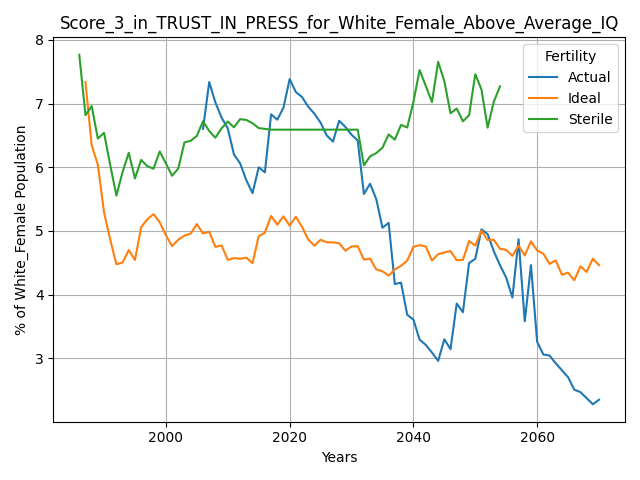 Score_3_in_TRUST_IN_PRESS_for_White_Female_Above_Average_IQ
8
7
6
5
4
3
% of White_Female Population
2000
2020
2040
2060
Years
Fertility
Actual
Ideal
Sterile